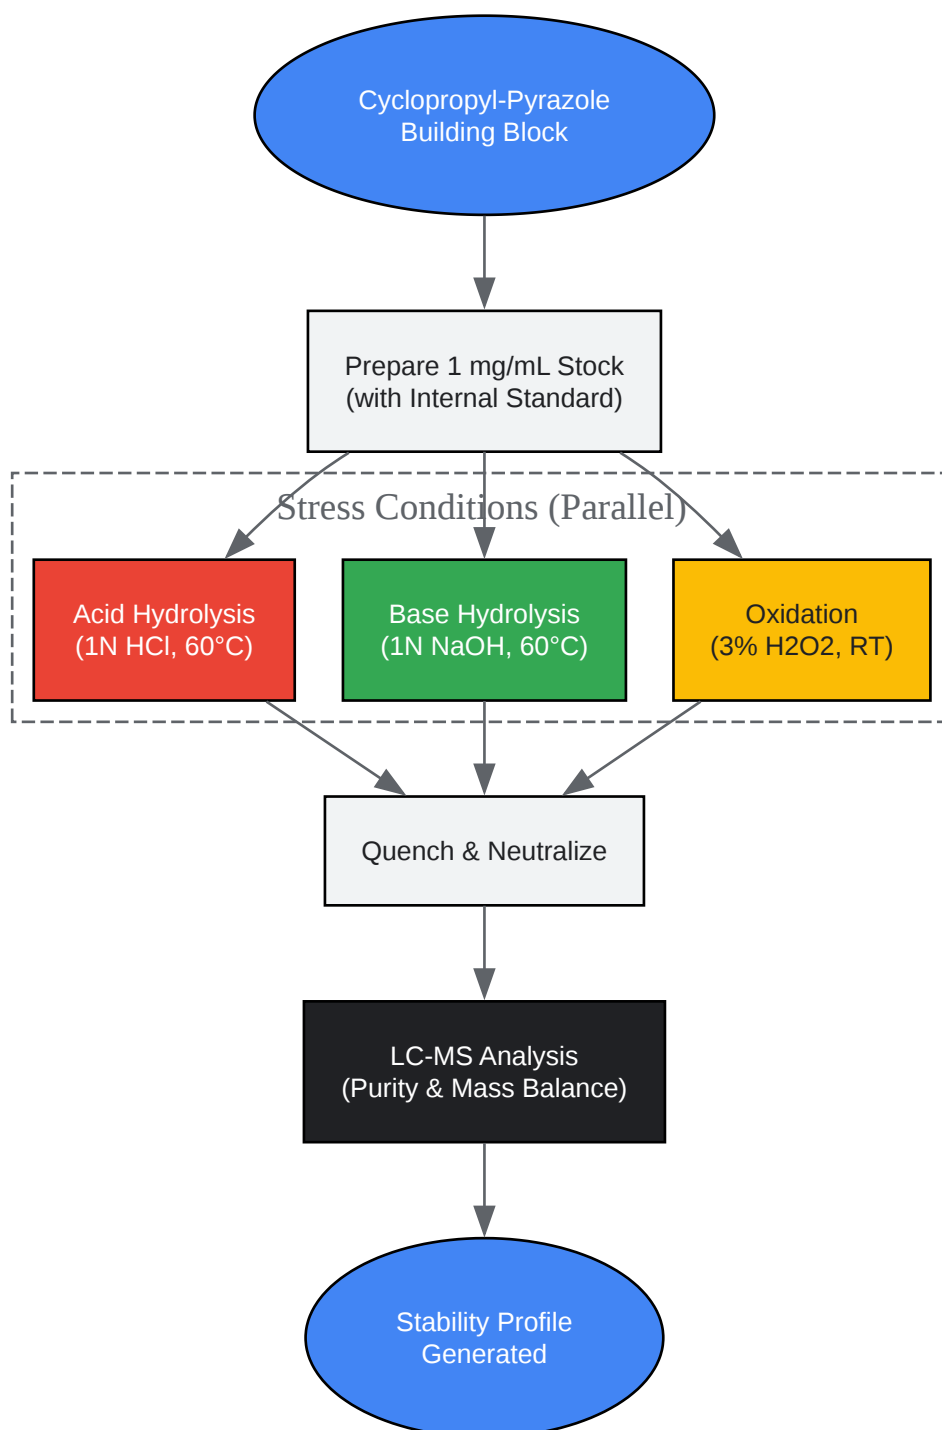 Cyclopropyl-Pyrazole
Building Block
Prepare 1 mg/mL Stock
(with Internal Standard)
Stress Conditions (Parallel)
Acid Hydrolysis
(1N HCl, 60°C)
Base Hydrolysis
(1N NaOH, 60°C)
Oxidation
(3% H2O2, RT)
Quench & Neutralize
LC-MS Analysis
(Purity & Mass Balance)
Stability Profile
Generated